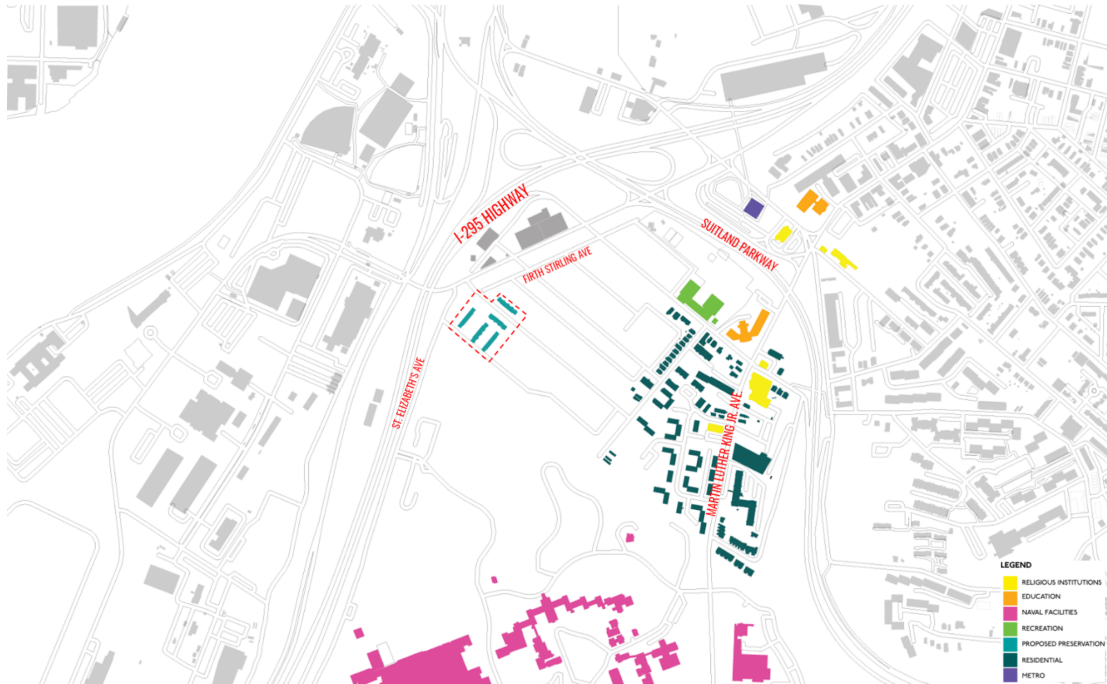 I-295 HIGHWAY
SUITLAND PARKWAY
FIRTH STIRLING AVE
ST. ELIZABETH'S AVE
MARTIN LUTHER KING JR. AVE.
LEGEND
RELIGIOUS INSTITUTIONS
EDUCATION
NAVAL FACILITIES
RECREATION
PROPOSED PRESERVATION
RESIDENTIAL
METRO